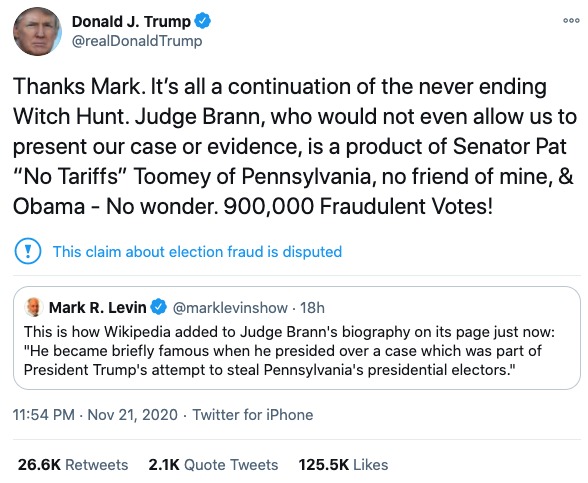 Donald J. Trump
@realDonaldTrump
Thanks Mark. It’s all a continuation of the never ending
Witch Hunt. Judge Brann, who would not even allow us to
present our case or evidence, is a product of Senator Pat
“No Tariffs” Toomey of Pennsylvania, no friend of mine, &
Obama - No wonder. 900,000 Fraudulent Votes!
This claim about election fraud is disputed
Mark R. Levin @marklevinshow · 18h
This is how Wikipedia added to Judge Brann's biography on its page just now:
"He became briefly famous when he presided over a case which was part of
President Trump's attempt to steal Pennsylvania's presidential electors."
11:54 PM · Nov 21, 2020 · Twitter for iPhone
26.6K Retweets 2.1K Quote Tweets 125.5K Likes